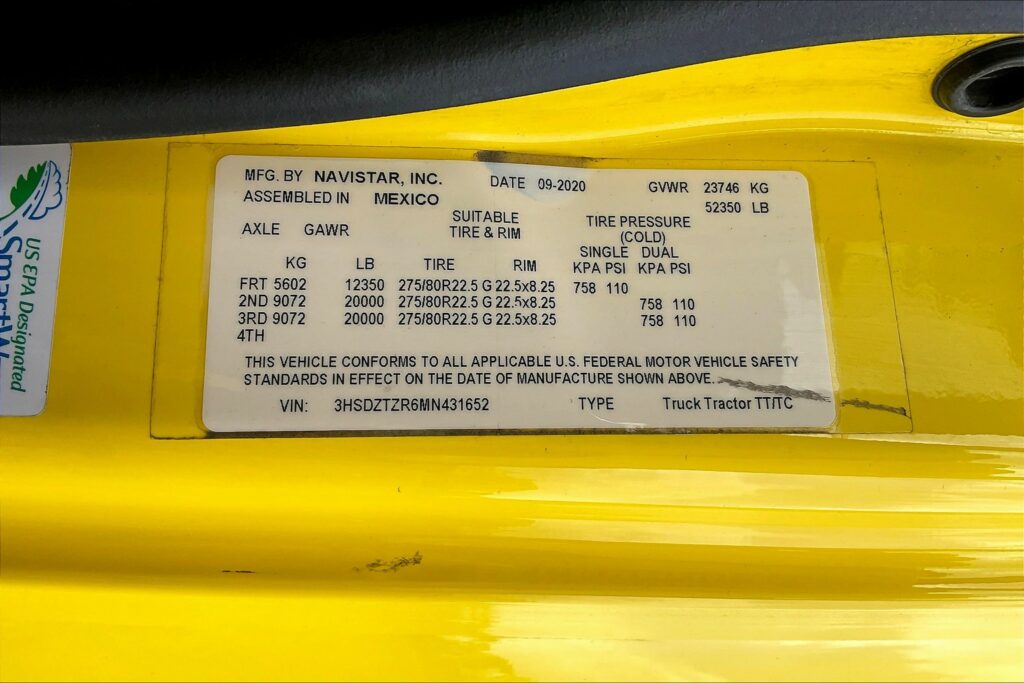 MFG. BY NAVISTAR, INC. DATE 09-2020 GVWR 23746 KG
ASSEMBLED IN MEXICO 52350 LB
AXLE GAWR SUITABLE TIRE & RIM TIRE PRESSURE (COLD)
SINGLE DUAL
KG LB TIRE RIM KPA PSI KPA PSI
FRT 5602 12350 275/80R22.5 G 22.5x8.25 758 110
2ND 9072 20000 275/80R22.5 G 22.5x8.25 758 110
3RD 9072 20000 275/80R22.5 G 22.5x8.25 758 110
4TH
THIS VEHICLE CONFORMS TO ALL APPLICABLE U.S. FEDERAL MOTOR VEHICLE SAFETY
STANDARDS IN EFFECT ON THE DATE OF MANUFACTURE SHOWN ABOVE.
VIN: 3HSDZTZR6MN431652 TYPE Truck Tractor TT/TC
US EPA Designated